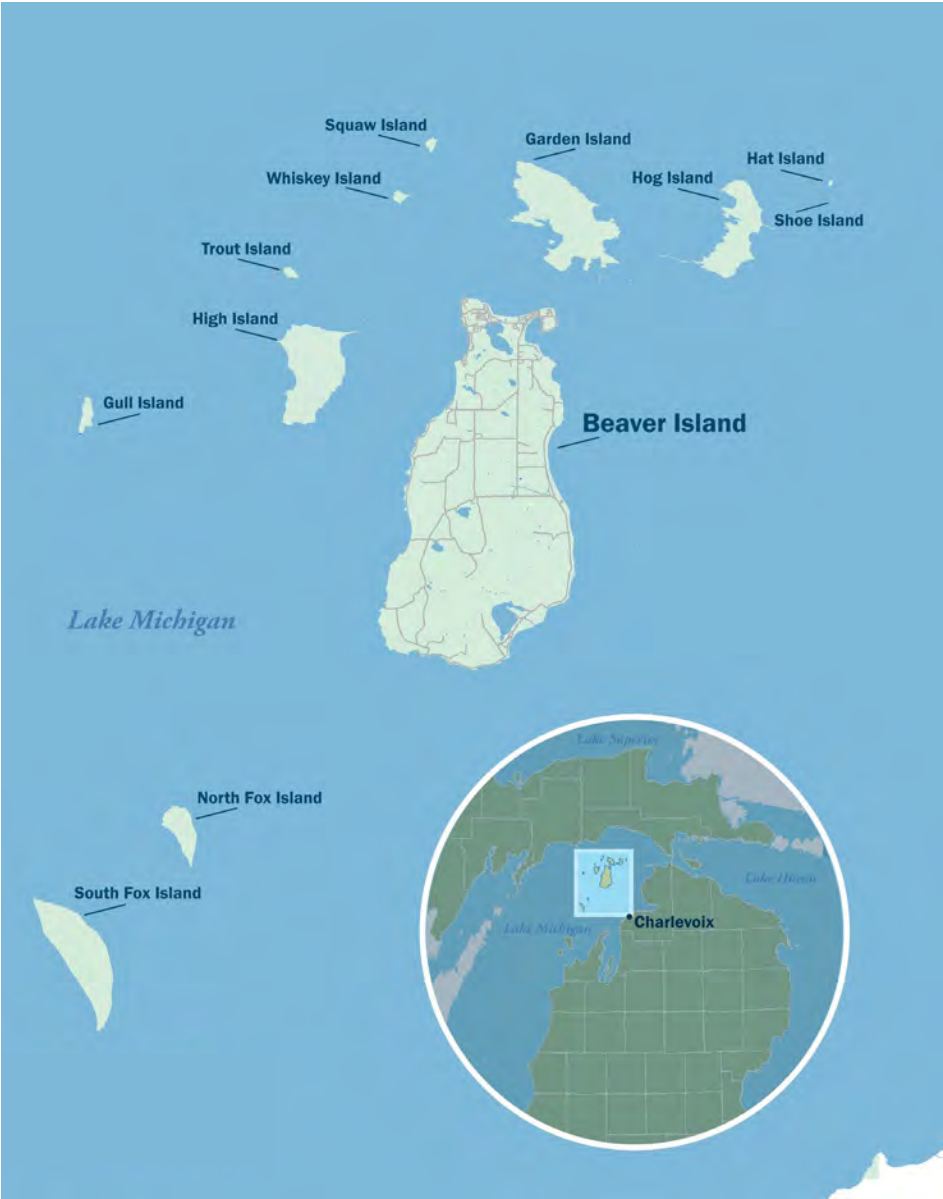 Squaw Island
Garden Island
Hat Island
Whiskey Island
Hog Island
Shoe Island
Trout Island
High Island
Gull Island
Beaver Island
Lake Michigan
North Fox Island
South Fox Island
Lake Superior
Lake Huron
Lake Michigan
Charlevoix